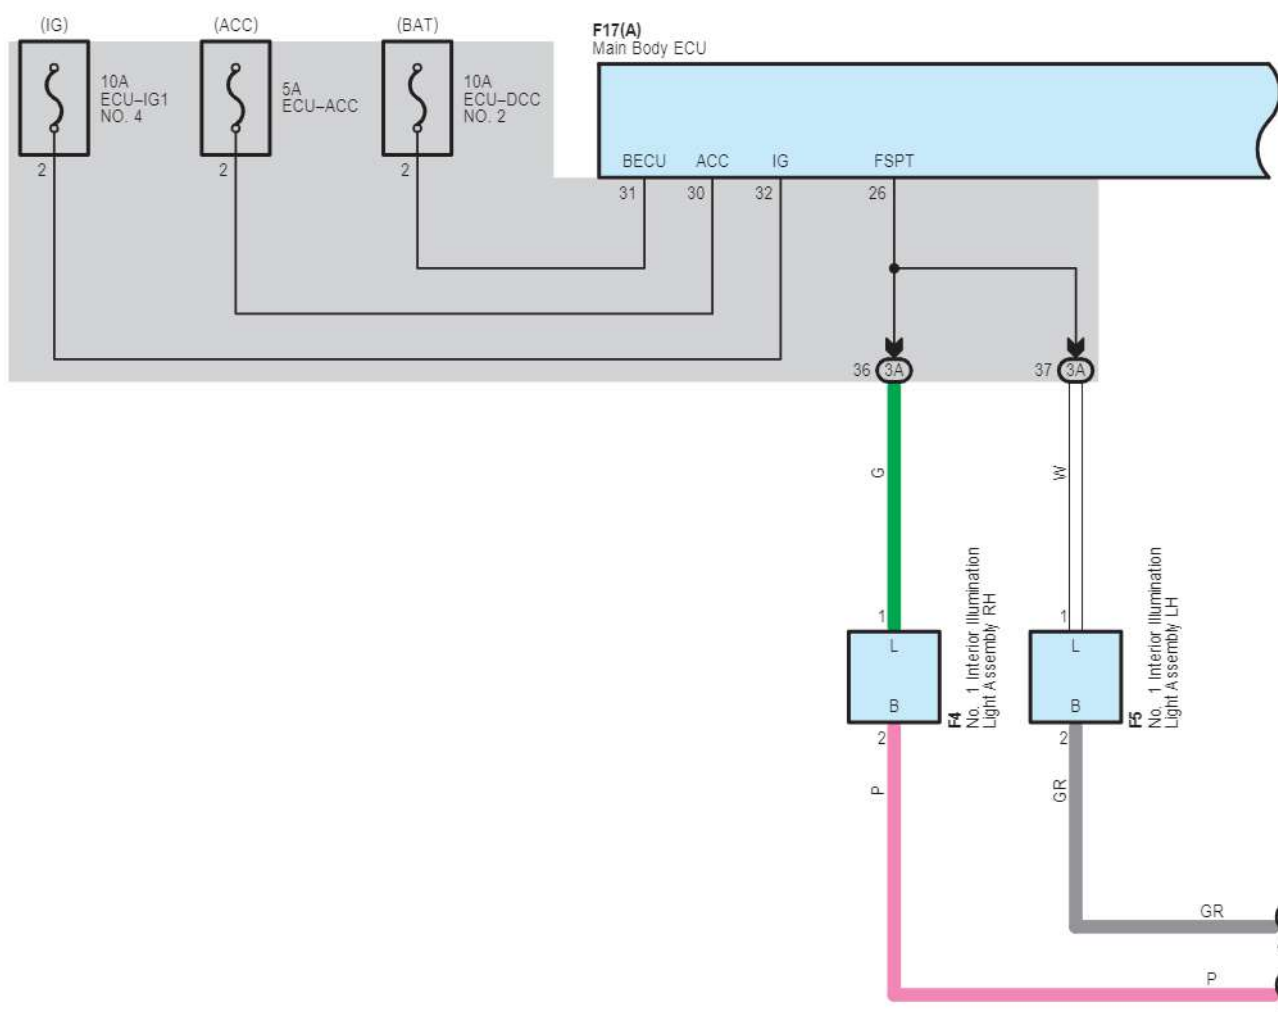 (IG)
(ACC)
(BAT)
F17(A)
Main Body ECU
10A
ECU–IG1
NO. 4
5A
ECU–ACC
10A
ECU–DCC
NO. 2
2
2
2
BECU
ACC
IG
FSPT
31
30
32
26
36
3A
37
3A
G
W
1
L
B
2
F4
No. 1 Interior Illumination
Light Assembly RH
1
L
B
2
F5
No. 1 Interior Illumination
Light Assembly LH
P
GR
GR
P